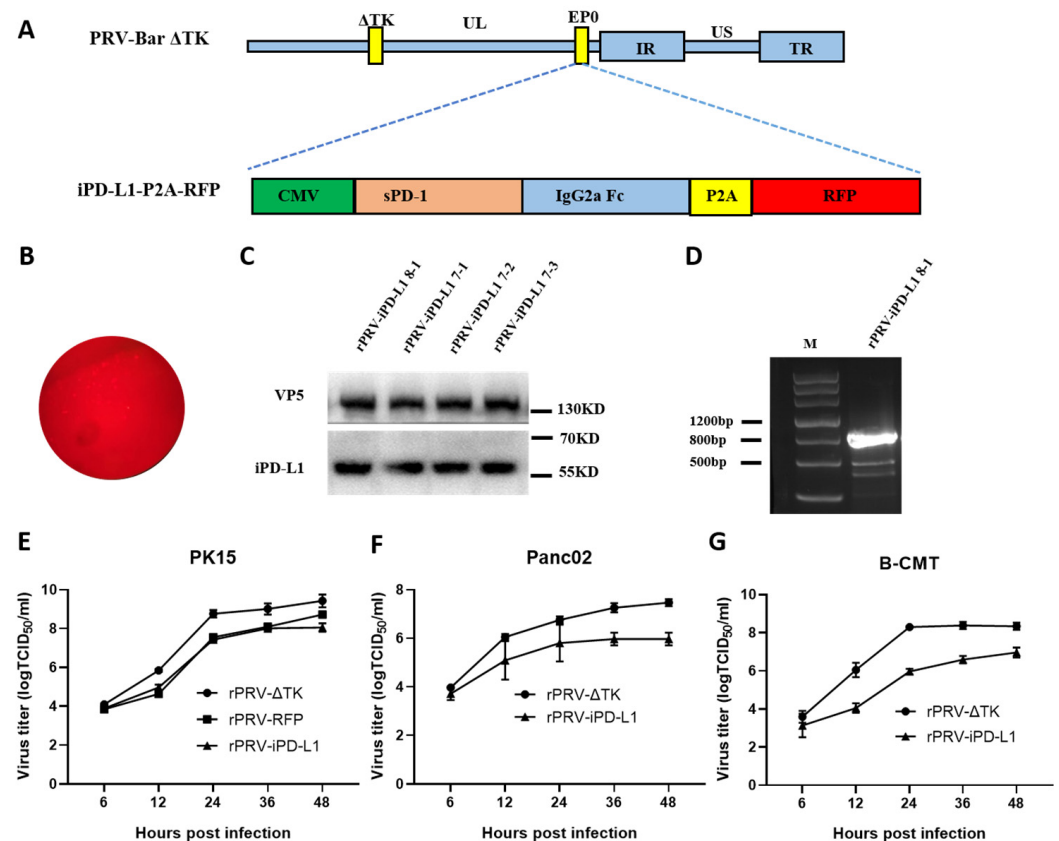 A
PRV-Bar ΔTK
ΔTK
UL
EP0
IR
US
TR
iPD-L1-P2A-RFP
CMV
sPD-1
IgG2a Fc
P2A
RFP
B
C
rPRV-iPD-L1 8-1
rPRV-iPD-L1 7-1
rPRV-iPD-L1 7-2
rPRV-iPD-L1 7-3
VP5
130KD
70KD
iPD-L1
55KD
D
M
rPRV-iPD-L1 8-1
1200bp
800bp
500bp
E
PK15
Virus titer (logTCID50/ml)
10
8
6
4
2
0
rPRV-ΔTK
rPRV-RFP
rPRV-iPD-L1
6 12 24 36 48
Hours post infection
F
Panc02
Virus titer (logTCID50/ml)
8
6
4
2
0
rPRV-ΔTK
rPRV-iPD-L1
6 12 24 36 48
Hours post infection
G
B-CMT
Virus titer (logTCID50/ml)
10
8
6
4
2
0
rPRV-ΔTK
rPRV-iPD-L1
6 12 24 36 48
Hours post infection